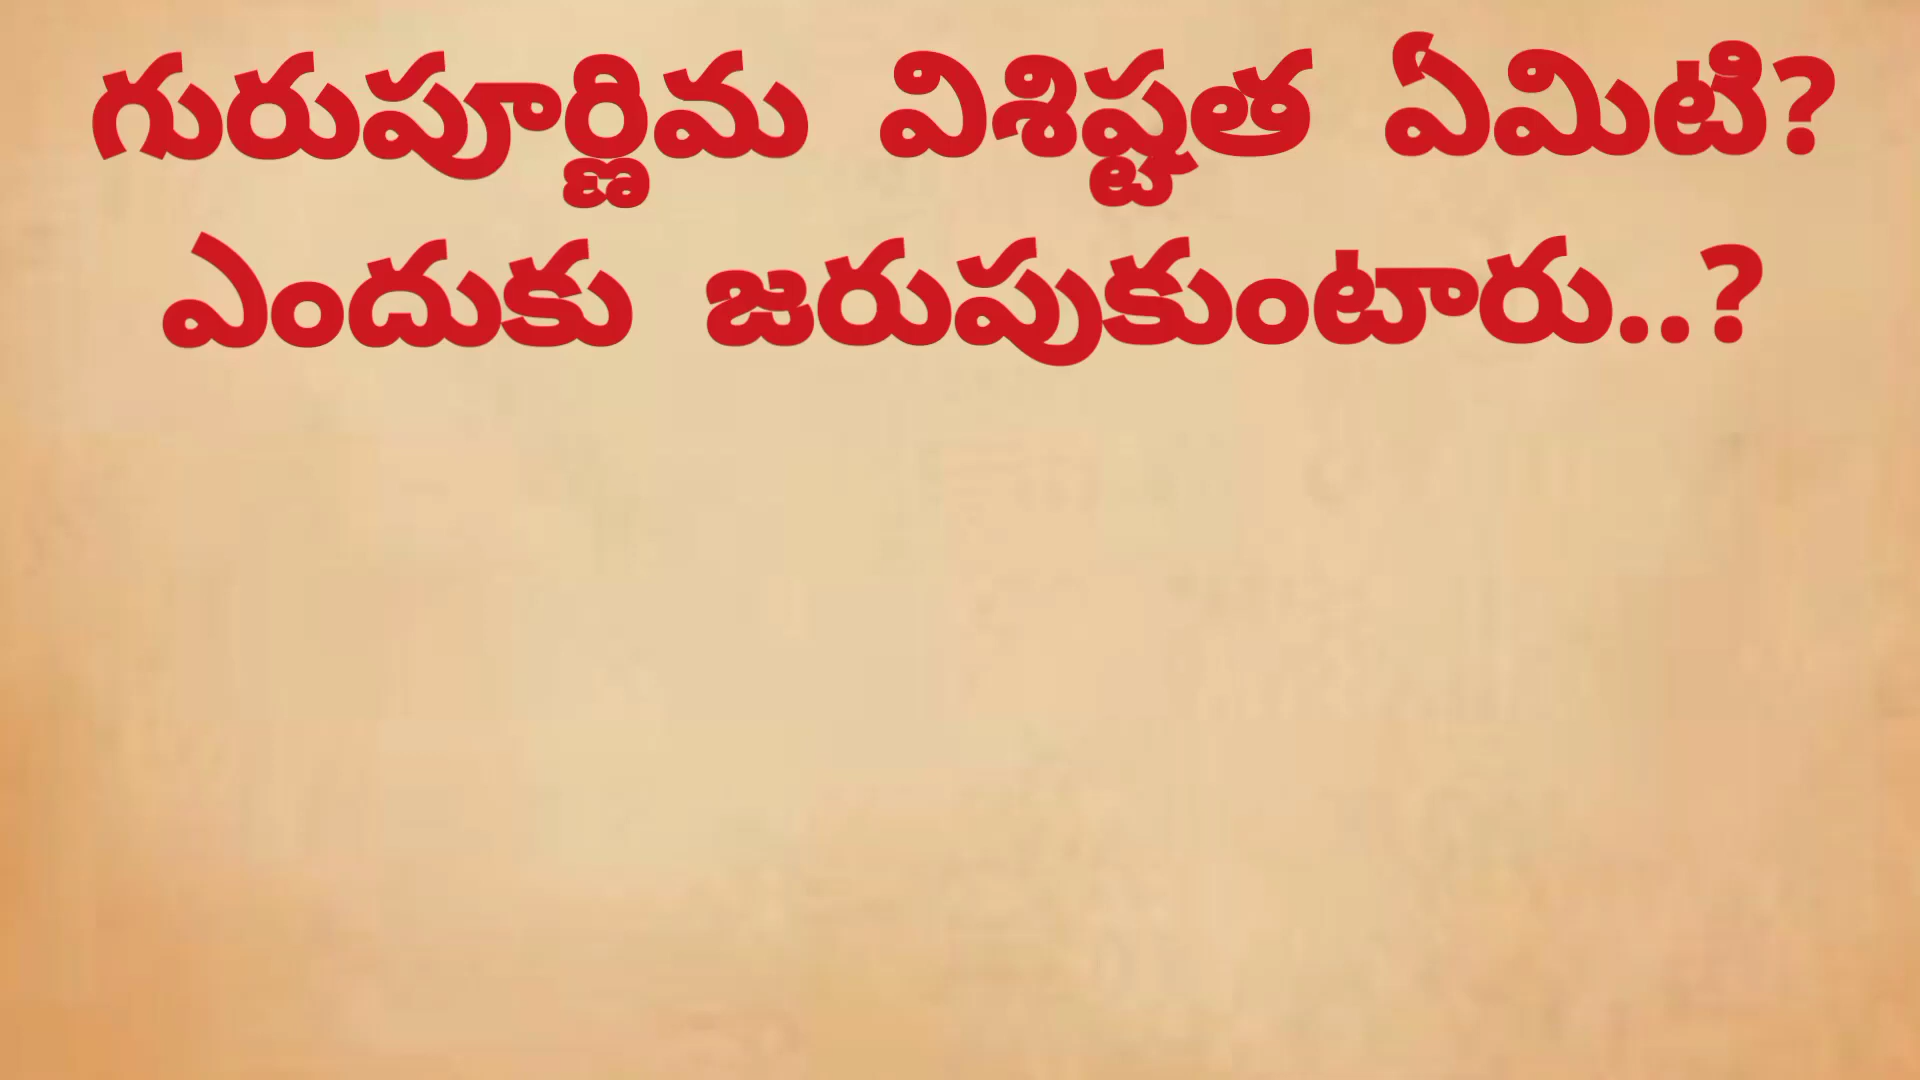 గురుపూర్ణిమ విశిష్టత ఏమిటి?
ఎందుకు జరుపుకుంటారు..?